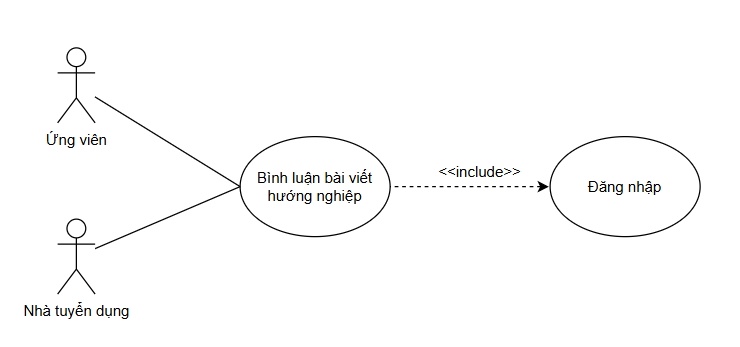 Ứng viên
Bình luận bài viết
hướng nghiệp
<<include>>
Đăng nhập
Nhà tuyển dụng